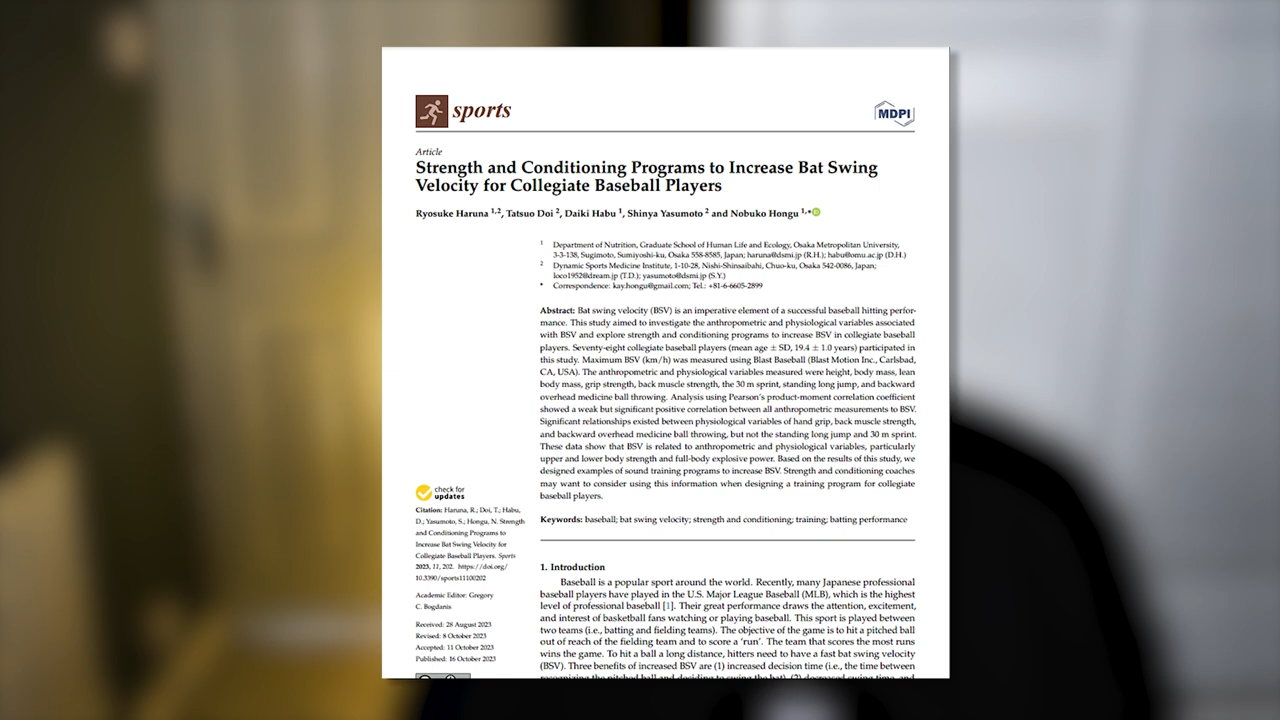 sports
MDPI
Article
Strength and Conditioning Programs to Increase Bat Swing
Velocity for Collegiate Baseball Players
Ryosuke Haruna 1,2, Tatsuo Doi 2, Daiki Habu 1, Shinya Yasumoto 2 and Nobuko Hongu 1,*
1 Department of Nutrition, Graduate School of Human Life and Ecology, Osaka Metropolitan University,
3-3-138, Sugimoto, Sumiyoshi-ku, Osaka 558-8585, Japan; haruna@dsmi.jp (R.H.); habu@omu.ac.jp (D.H.)
2 Dynamic Sports Medicine Institute, 1-10-28, Nishi-Shinsaibahi, Chuo-ku, Osaka 542-0086, Japan;
loco1952@dream.jp (T.D.); yasumoto@dsmi.jp (S.Y.)
* Correspondence: kay.hongu@gmail.com; Tel.: +81-6-6605-2899
Abstract: Bat swing velocity (BSV) is an imperative element of a successful baseball hitting perfor-
mance. This study aimed to investigate the anthropometric and physiological variables associated
with BSV and explore strength and conditioning programs to increase BSV in collegiate baseball
players. Seventy-eight collegiate baseball players (mean age ± SD, 19.4 ± 1.0 years) participated in
this study. Maximum BSV (km/h) was measured using Blast Baseball (Blast Motion Inc., Carlsbad,
CA, USA). The anthropometric and physiological variables measured were height, body mass, lean
body mass, grip strength, back muscle strength, the 30 m sprint, standing long jump, and backward
overhead medicine ball throwing. Analysis using Pearson's product-moment correlation coefficient
showed a weak but significant positive correlation between all anthropometric measurements to BSV.
Significant relationships existed between physiological variables of hand grip, back muscle strength,
and backward overhead medicine ball throwing, but not the standing long jump and 30 m sprint.
These data show that BSV is related to anthropometric and physiological variables, particularly
upper and lower body strength and full-body explosive power. Based on the results of this study, we
designed examples of sound training programs to increase BSV. Strength and conditioning coaches
may want to consider using this information when designing a training program for collegiate
baseball players.
Keywords: baseball; bat swing velocity; strength and conditioning; training; batting performance
check for
updates
Citation: Haruna, R.; Doi, T.; Habu,
D.; Yasumoto, S.; Hongu, N. Strength
and Conditioning Programs to
Increase Bat Swing Velocity for
Collegiate Baseball Players. Sports
2023, 11, 202. https://doi.org/
10.3390/sports11100202
Academic Editor: Gregory
C. Bogdanis
Received: 28 August 2023
Revised: 8 October 2023
Accepted: 11 October 2023
Published: 16 October 2023
1. Introduction
Baseball is a popular sport around the world. Recently, many Japanese professional
baseball players have played in the U.S. Major League Baseball (MLB), which is the highest
level of professional baseball [1]. Their great performance draws the attention, excitement,
and interest of basketball fans watching or playing baseball. This sport is played between
two teams (i.e., batting and fielding teams). The objective of the game is to hit a pitched ball
out of reach of the fielding team and to score a 'run'. The team that scores the most runs
wins the game. To hit a ball a long distance, hitters need to have a fast bat swing velocity
(BSV). Three benefits of increased BSV are (1) increased decision time (i.e., the time between
recognizing the pitched ball and deciding to swing the bat), (2) decreased swing time, and